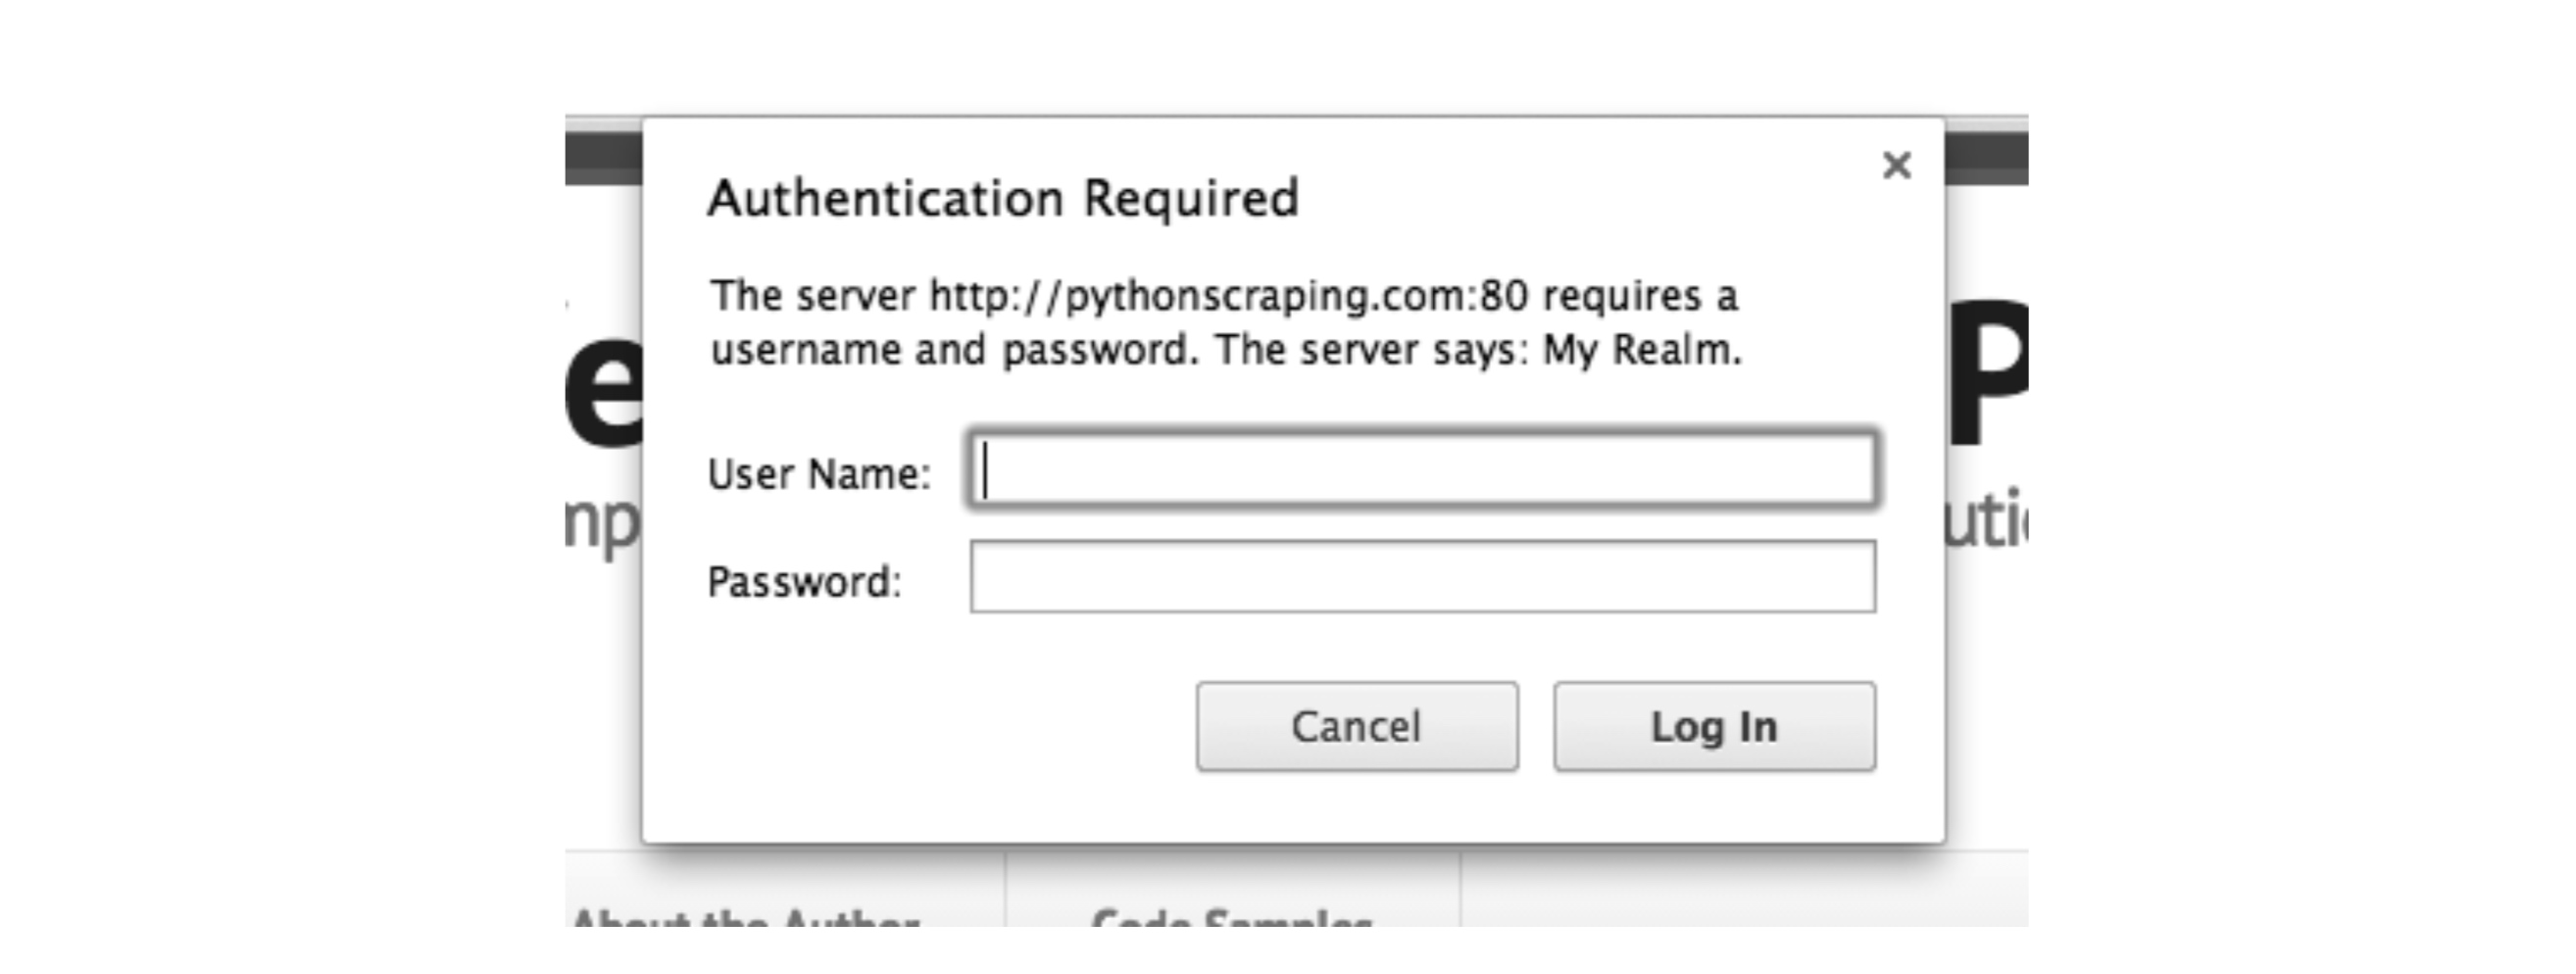 Authentication Required
The server http://pythonscraping.com:80 requires a
username and password. The server says: My Realm.
e
P
User Name:
mp
uti
Password:
Cancel
Log In
About the Author
Code Samples